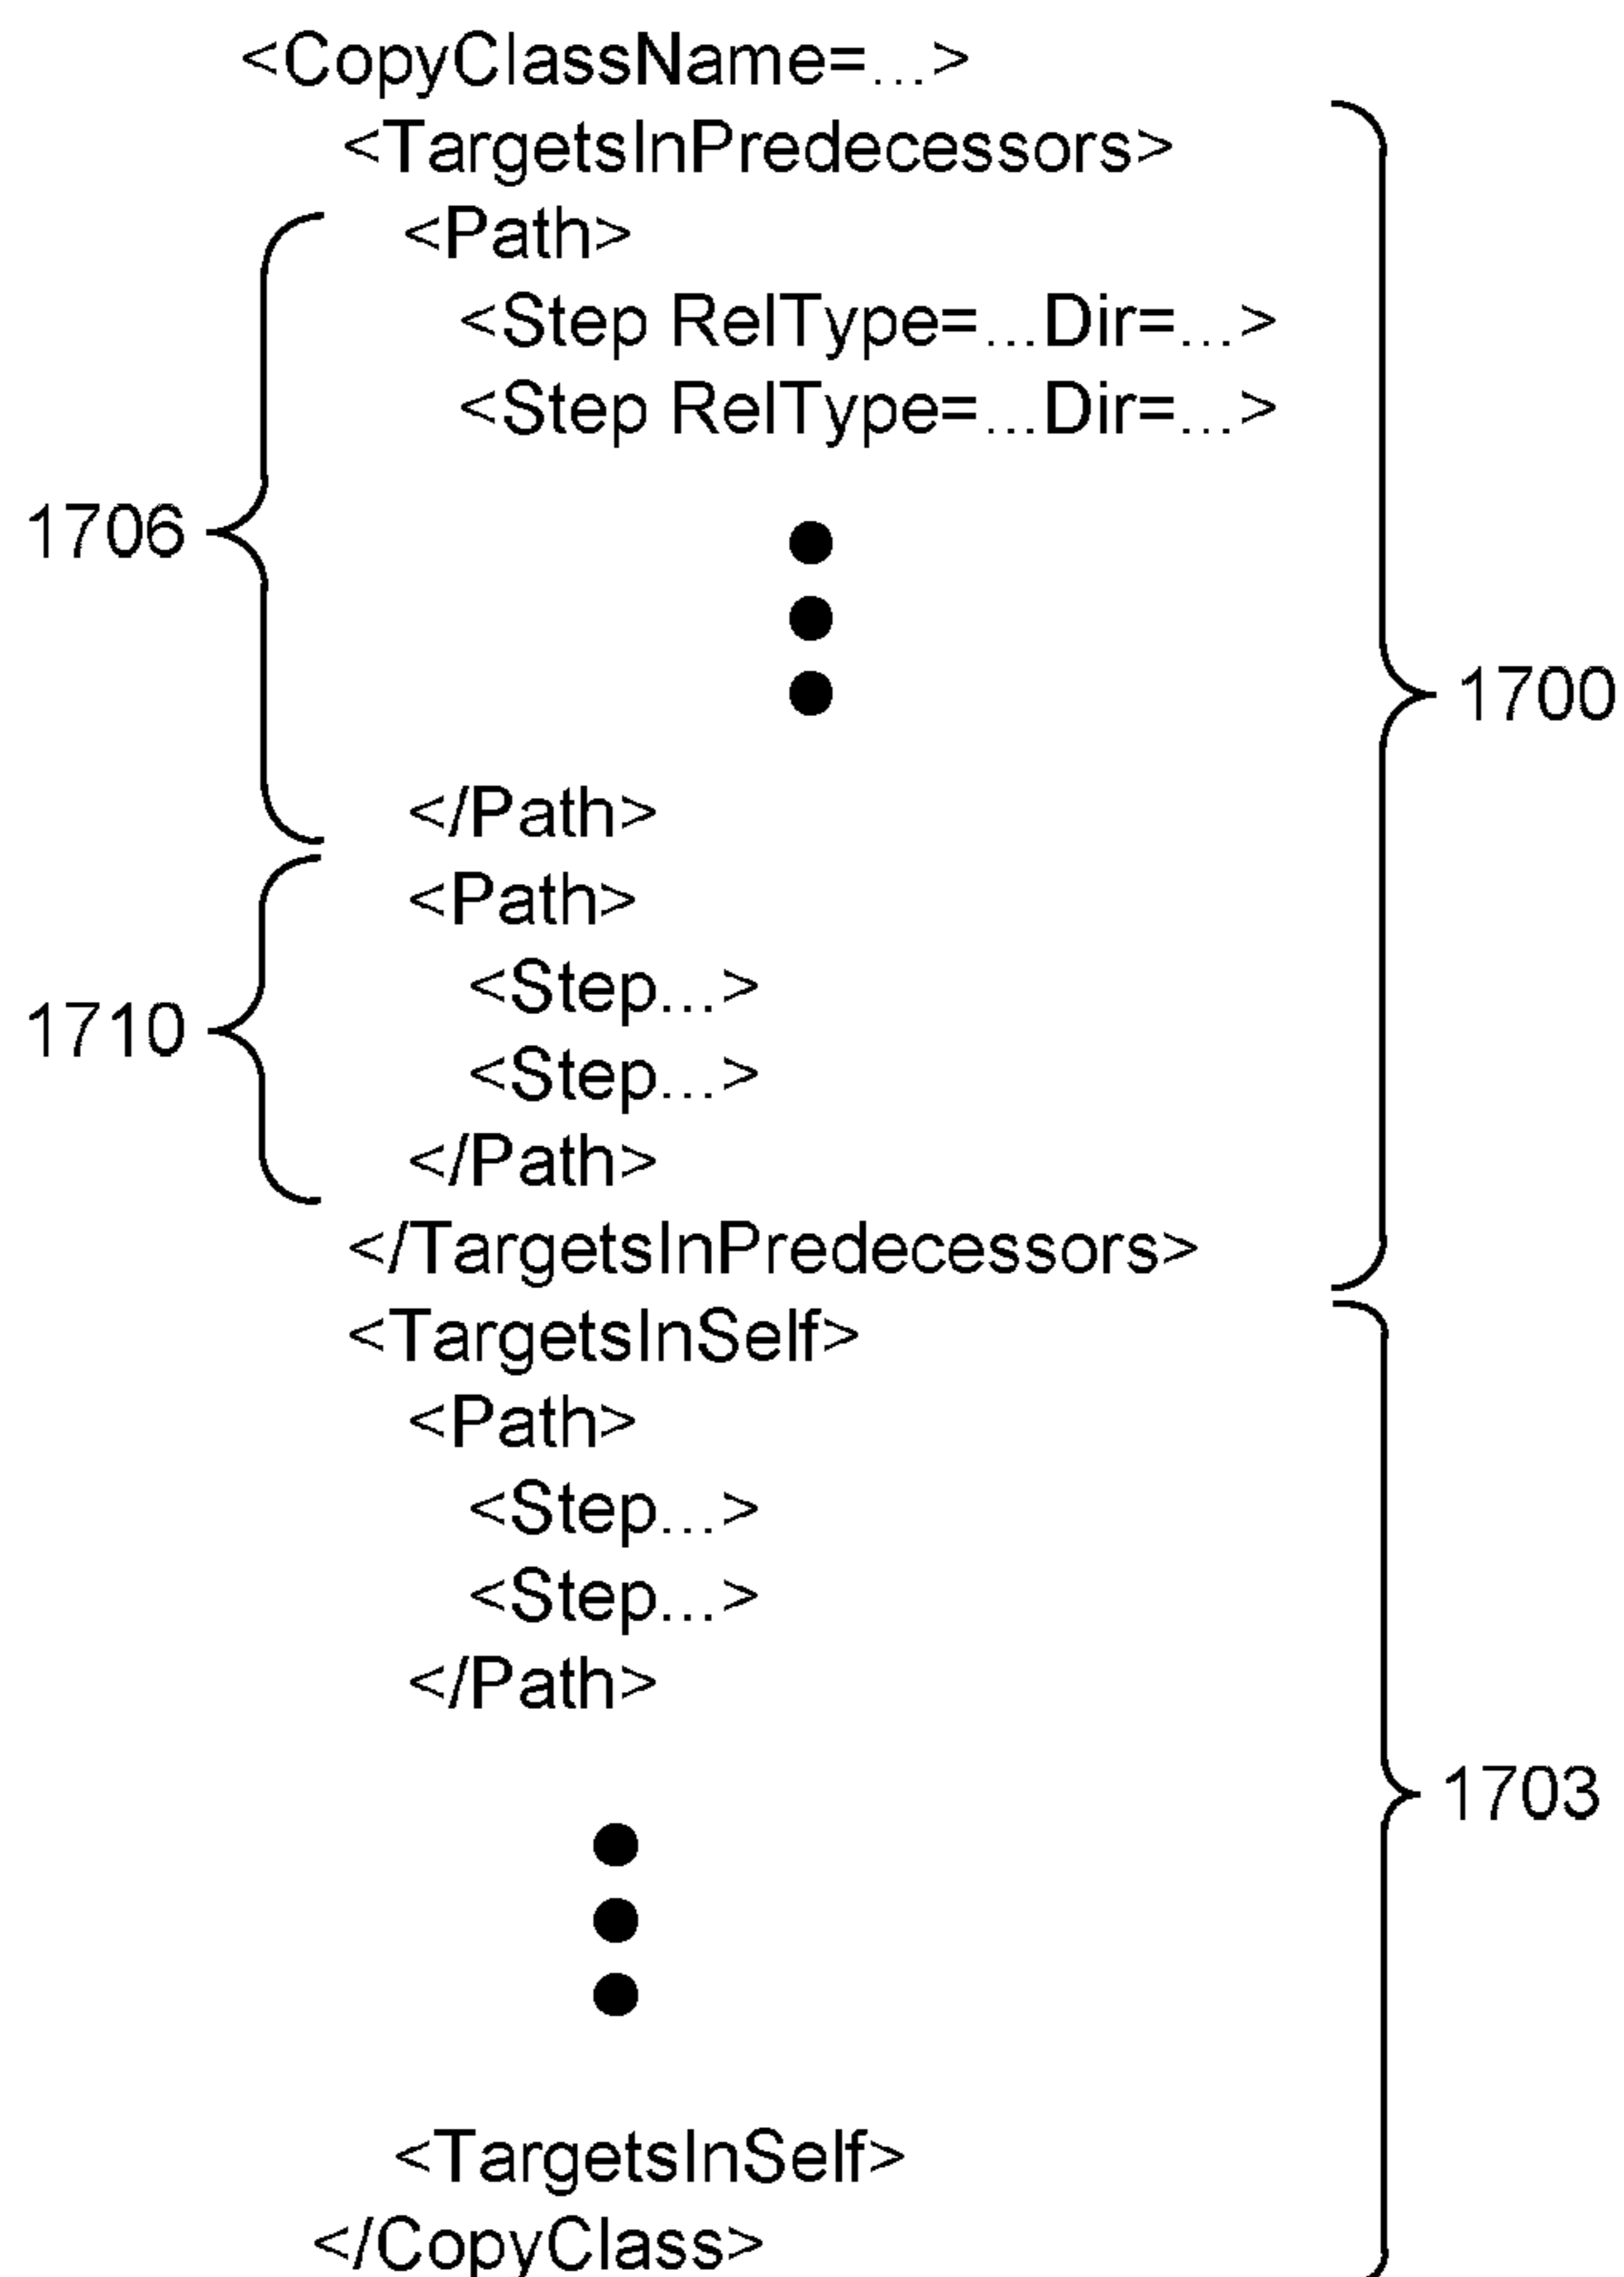 <CopyClassName=...>
<TargetsInPredecessors>
<Path>
<Step RelType=...Dir=...>
<Step RelType=...Dir=...>
1706
1700
</Path>
<Path>
<Step...>
1710
<Step...>
</Path>
</TargetsInPredecessors>
<TargetsInSelf>
<Path>
<Step...>
<Step...>
</Path>
1703
<TargetsInSelf>
</CopyClass>